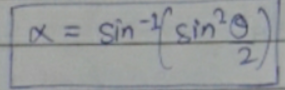 α = sin⁻¹(sin²θ/2)